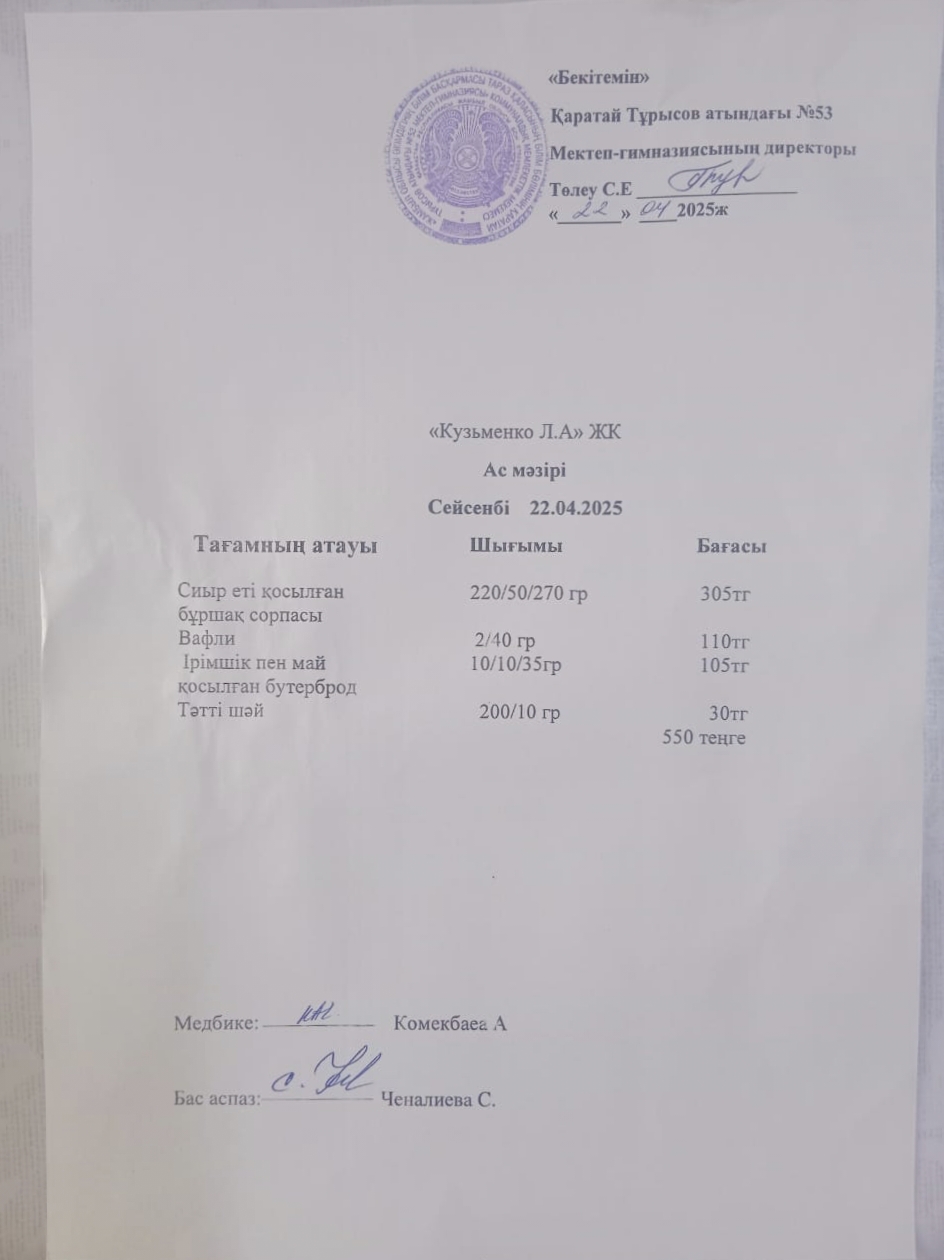 «Бекітемін»
Қаратай Тұрысов атындағы №53
Мектеп-гимназиясының директоры
Төлеу С.Е
« 22 » 04 2025ж
«Кузьменко Л.А» ЖК
Ас мәзірі
Сейсенбі 22.04.2025
Тағамның атауы Шығымы Бағасы
Сиыр еті қосылған 220/50/270 гр 305тг
бұршақ сорпасы
Вафли 2/40 гр 110тг
Ірімшік пен май 10/10/35гр 105тг
қосылған бутерброд
Тәтті шәй 200/10 гр 30тг
550 теңге
Медбике: Комекбаеа А
Бас аспаз: Ченалиева С.